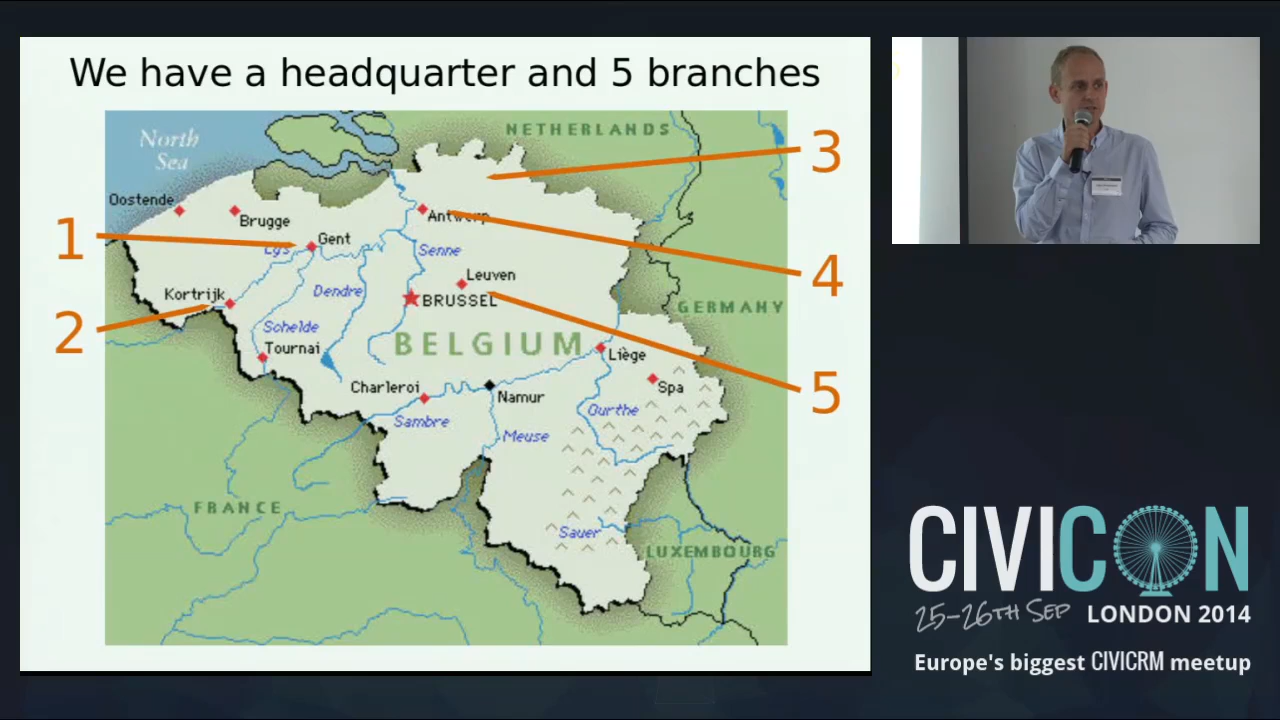 We have a headquarter and 5 branches
North
Sea
NETHERLANDS
3
Oostende
Brugge
Antwerp
1
Gent
Lys
Senne
4
Leuven
Kortrijk
Dendre
BRUSSEL
GERMANY
2
Schelde
BELGIUM
Tournai
Liège
5
Charleroi
Namur
Spa
Sambre
Ourthe
Meuse
FRANCE
Sauer
LUXEMBOURG
CIVICON
25-26TH SEP LONDON 2014
Europe's biggest CIVICRM meetup